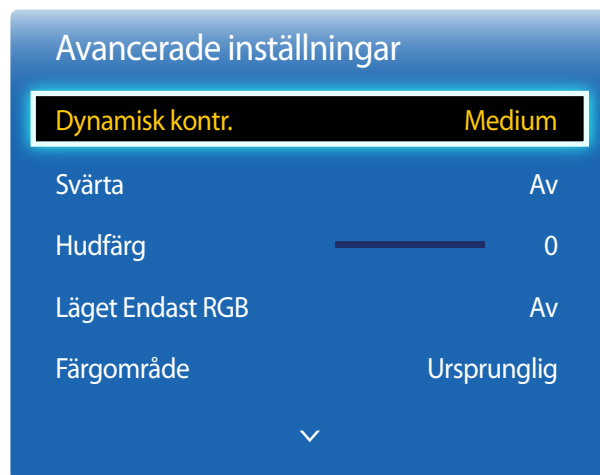 Avancerade inställningar
Dynamisk kontr. Medium
Svärta Av
Hudfärg 0
Läget Endast RGB Av
Färgområde Ursprunglig